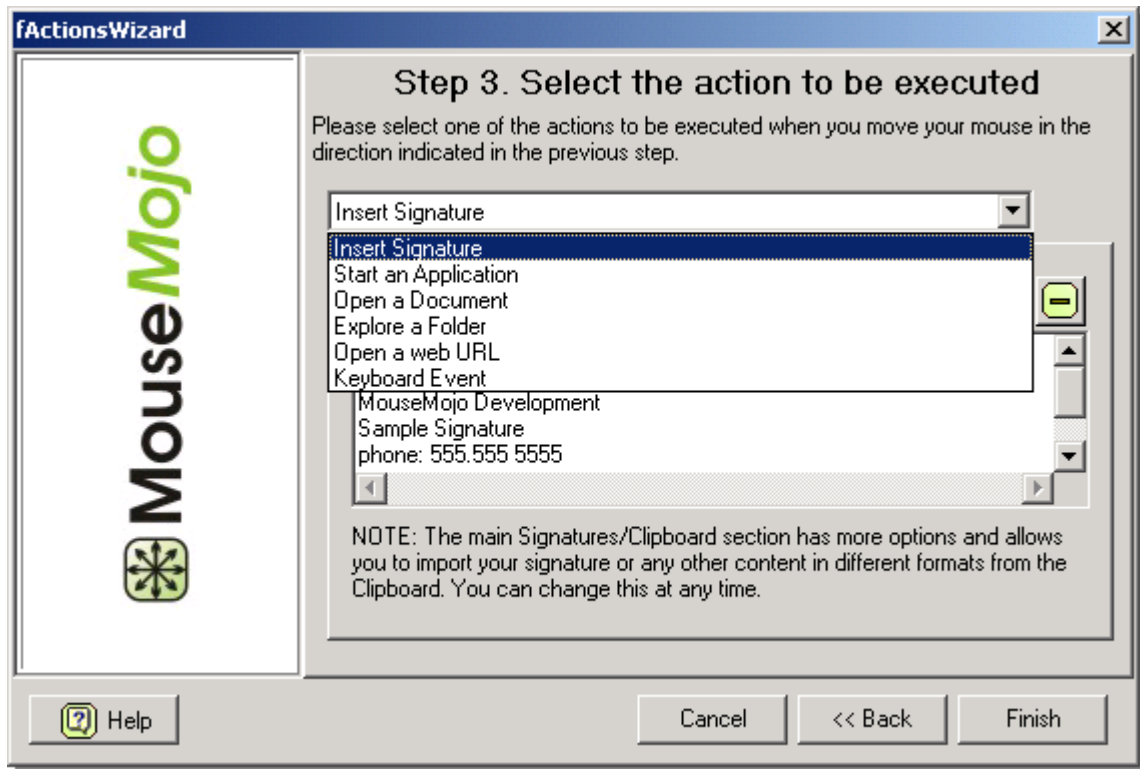 fActionsWizard
MouseMojo
Step 3. Select the action to be executed
Please select one of the actions to be executed when you move your mouse in the
direction indicated in the previous step.
Insert Signature
Insert Signature
Start an Application
Open a Document
Explore a Folder
Open a web URL
Keyboard Event
MouseMojo Development
Sample Signature
phone: 555.555 5555
NOTE: The main Signatures/Clipboard section has more options and allows
you to import your signature or any other content in different formats from the
Clipboard. You can change this at any time.
Help
Cancel
<< Back
Finish